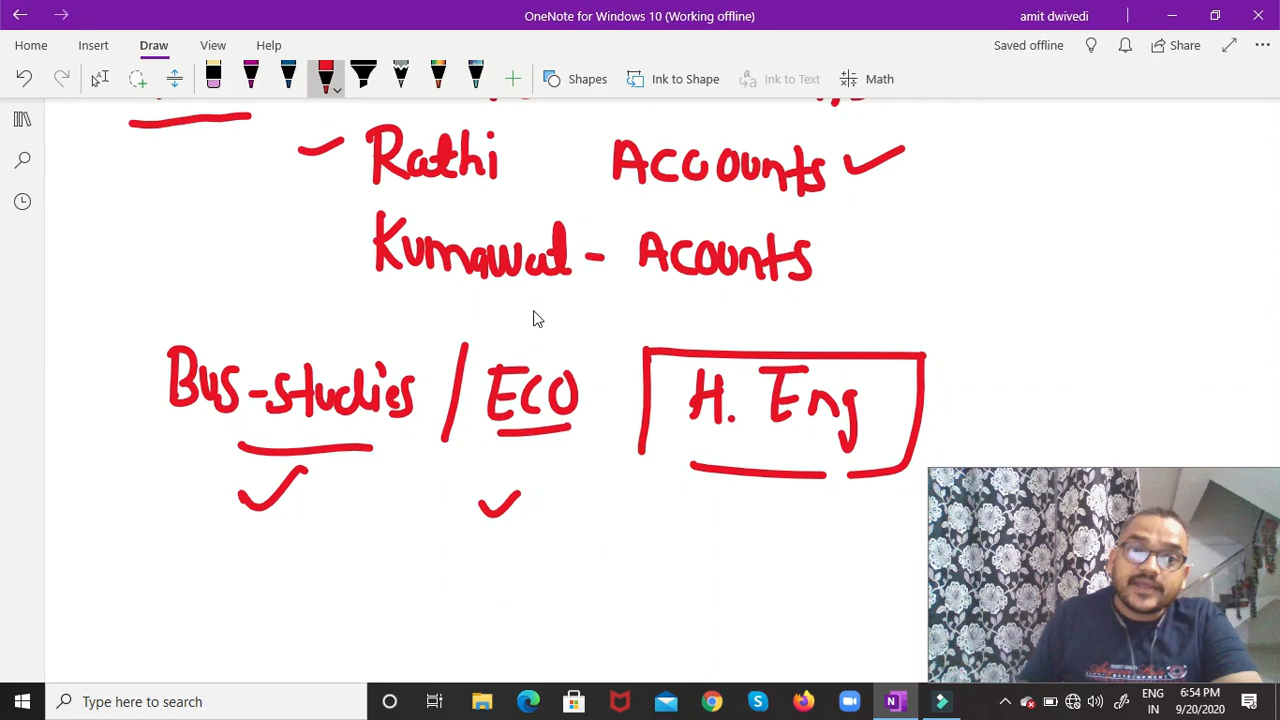 OneNote for Windows 10 (Working offline)
amit dwivedi
Home Insert Draw View Help
Saved offline
Share
Shapes
Ink to Shape
Ink to Text
Math
Rathi Accounts
Kumawat - Acounts
Bus-studies / ECO H. Eng
Type here to search
ENG
IN
6:54 PM
9/20/2020